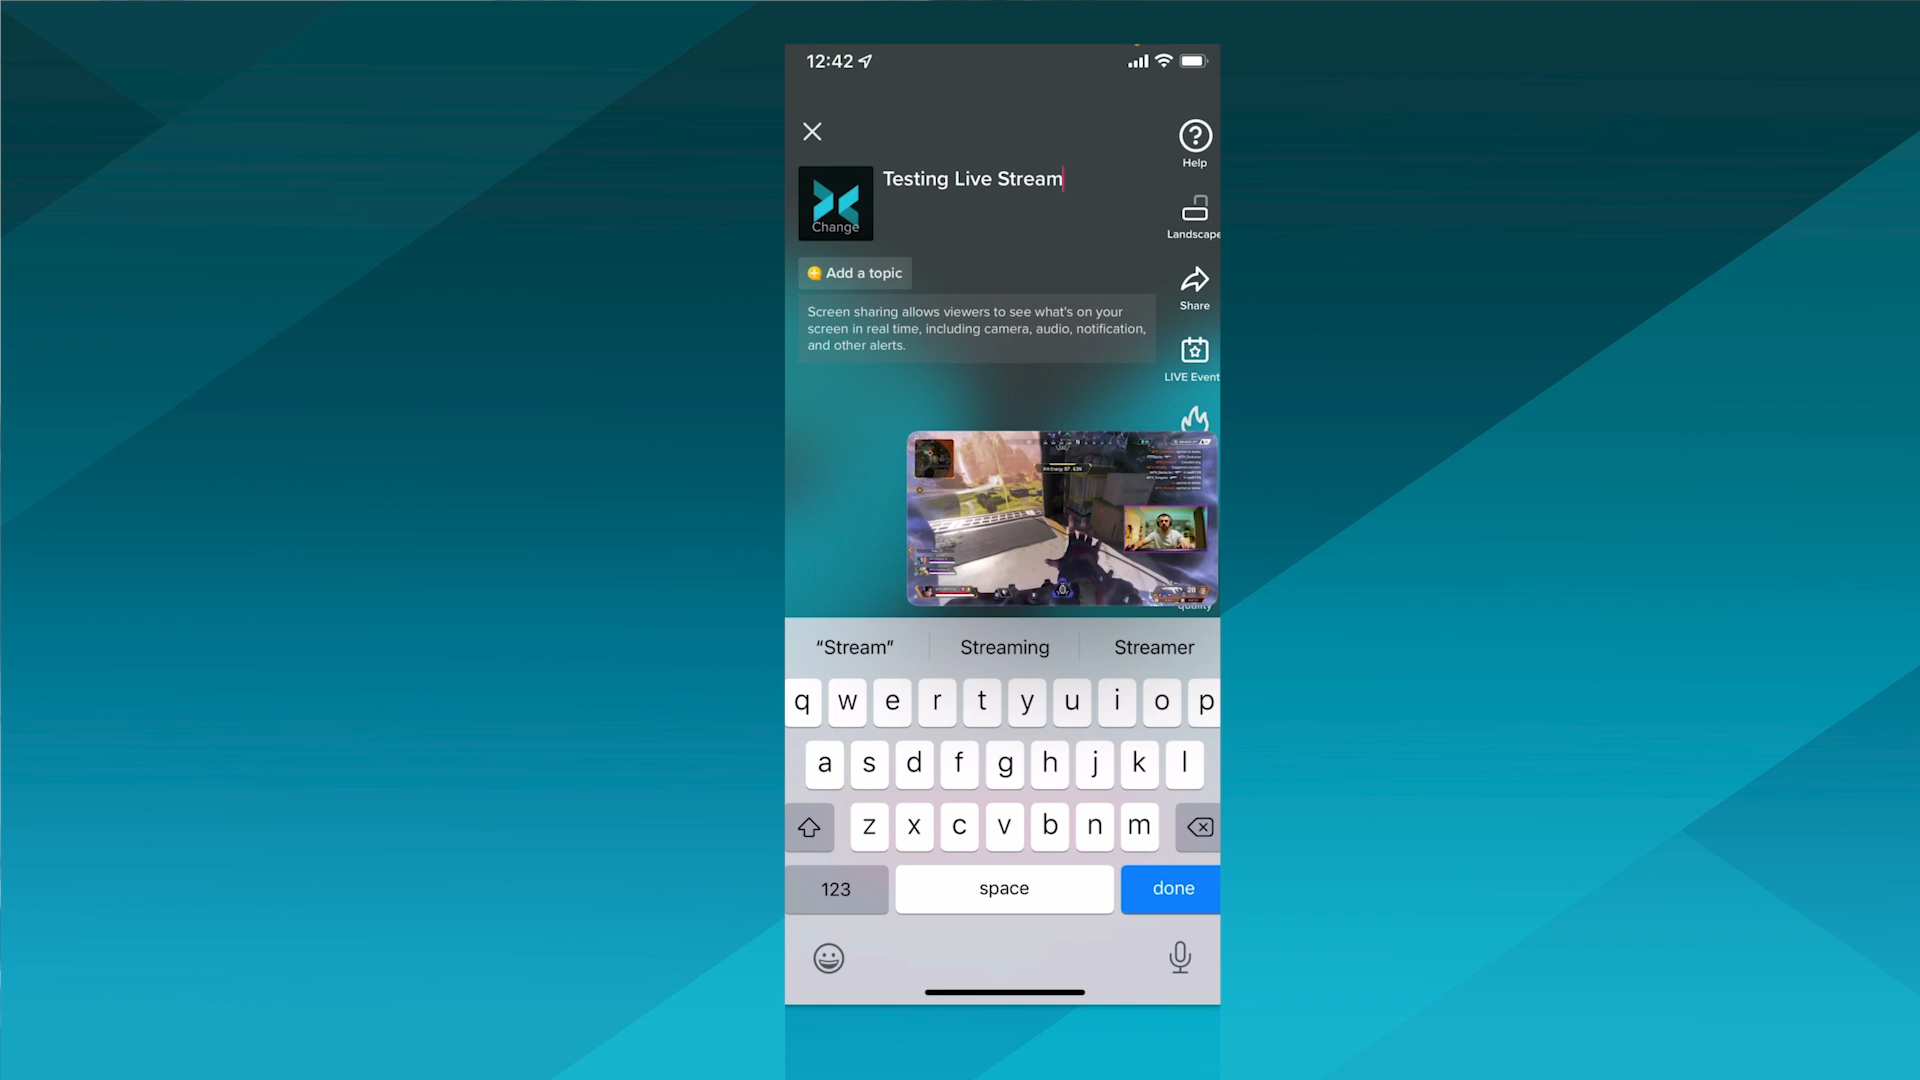 12:42
Help
Testing Live Stream
Change
Landscape
Add a topic
Share
Screen sharing allows viewers to see what's on your
screen in real time, including camera, audio, notification,
and other alerts.
LIVE Event
quality
“Stream”
Streaming
Streamer
q w e r t y u i o p
a s d f g h j k l
z x c v b n m
123
space
done